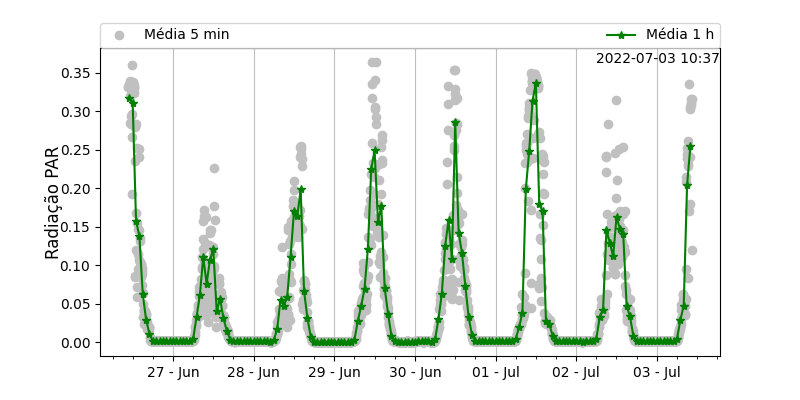 Média 5 min
Média 1 h
2022-07-03 10:37
Radiação PAR
0.35
0.30
0.25
0.20
0.15
0.10
0.05
0.00
27 - Jun
28 - Jun
29 - Jun
30 - Jun
01 - Jul
02 - Jul
03 - Jul